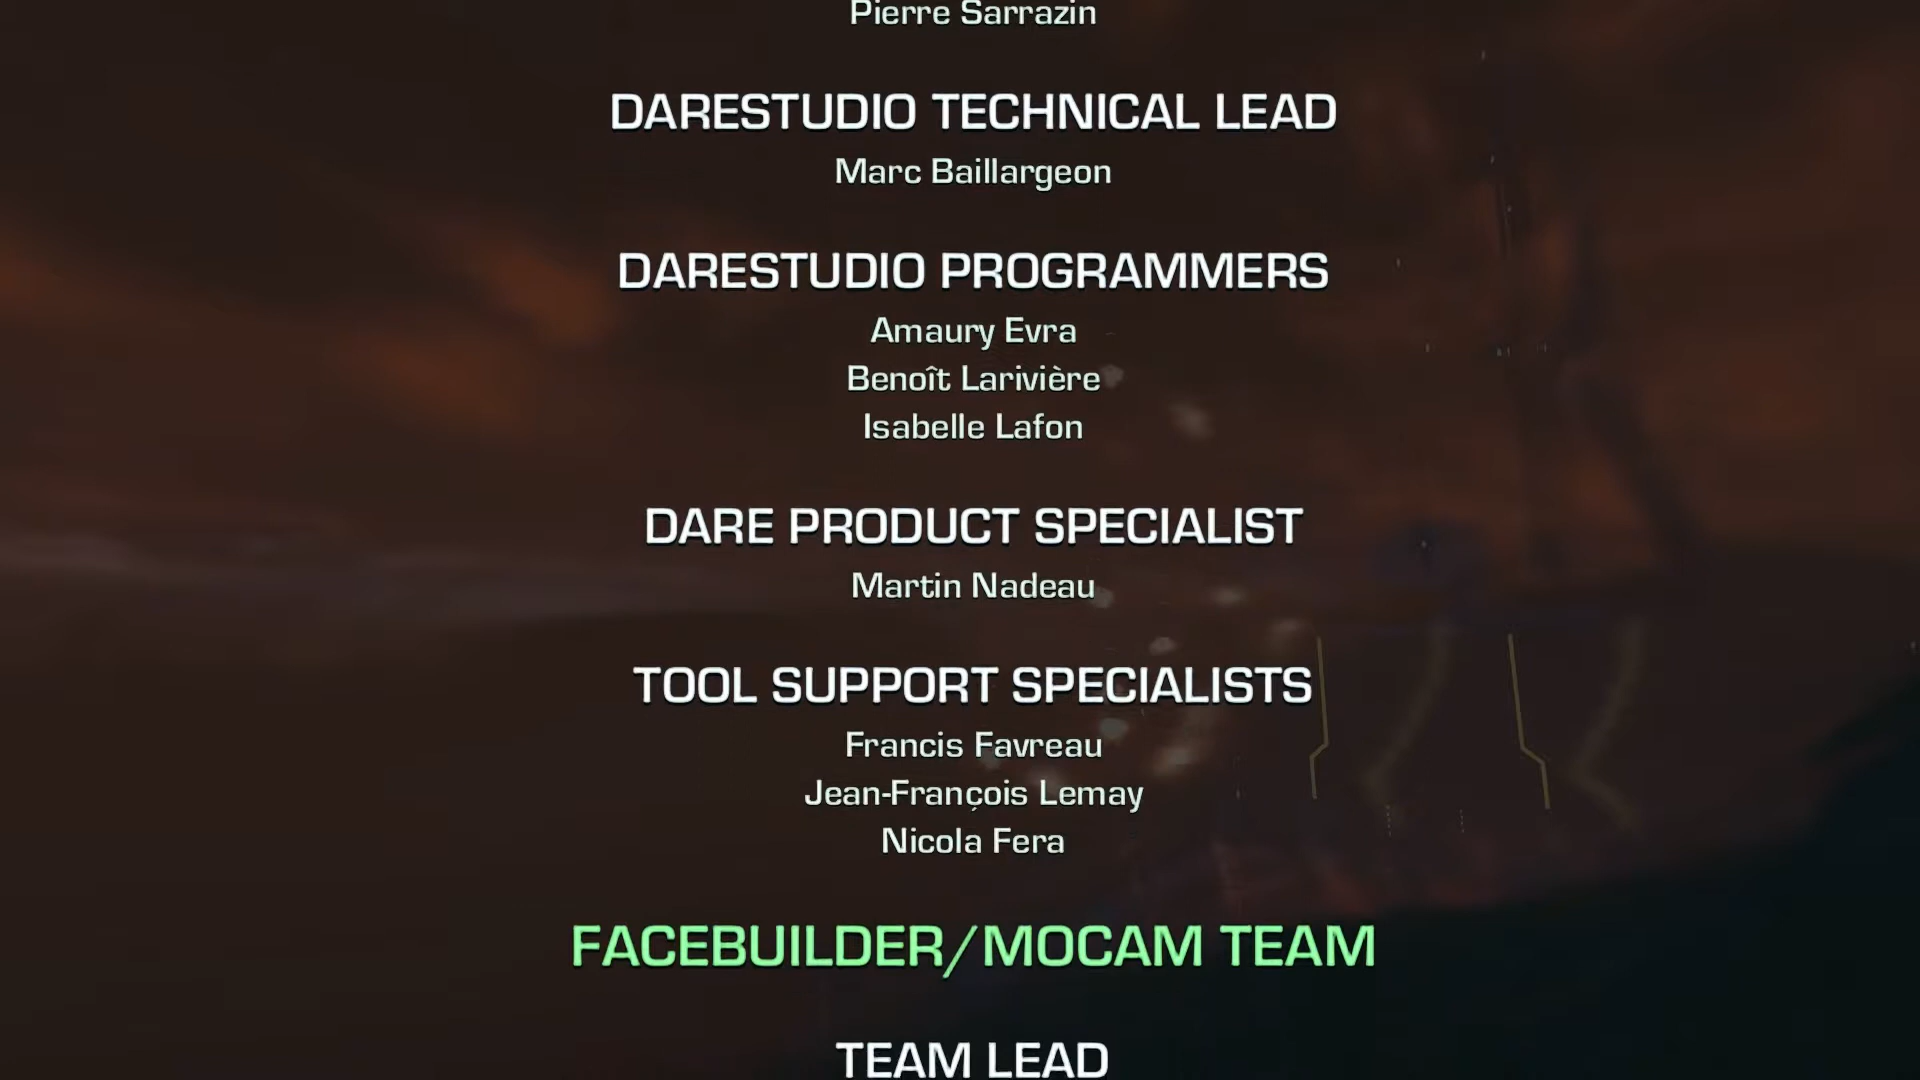 Pierre Sarrazin
DARESTUDIO TECHNICAL LEAD
Marc Baillargeon
DARESTUDIO PROGRAMMERS
Amaury Evra
Benoît Larivière
Isabelle Lafon
DARE PRODUCT SPECIALIST
Martin Nadeau
TOOL SUPPORT SPECIALISTS
Francis Favreau
Jean-François Lemay
Nicola Fera
FACEBUILDER/MOCAM TEAM
TEAM LEAD